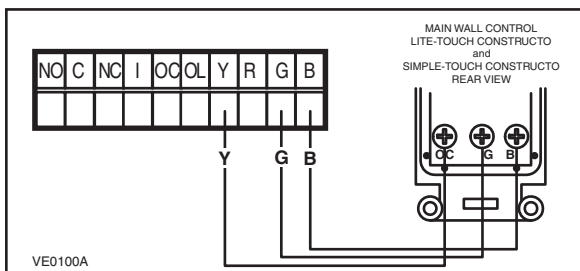 MAIN WALL CONTROL
LITE-TOUCH CONSTRUCTO
and
SIMPLE-TOUCH CONSTRUCTO
REAR VIEW
NO C NC I OC OL Y R G B
OC G B
Y G B
VE0100A